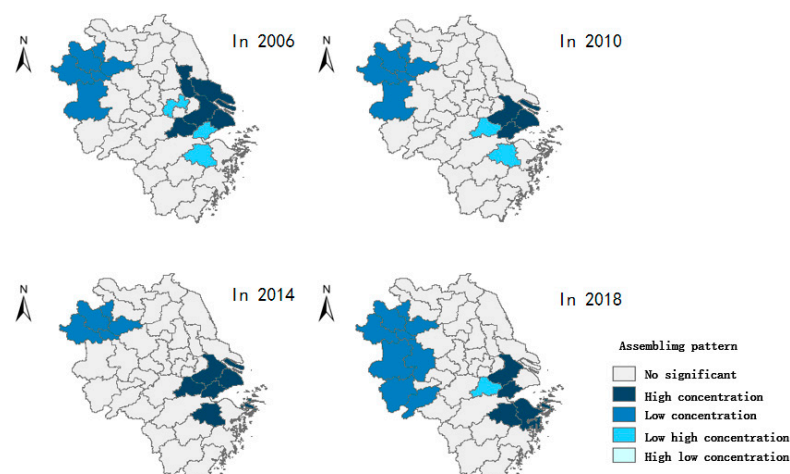 N
In 2006
N
In 2010
N
In 2014
N
In 2018
Assemblimg pattern
No significant
High concentration
Low concentration
Low high concentration
High low concentration